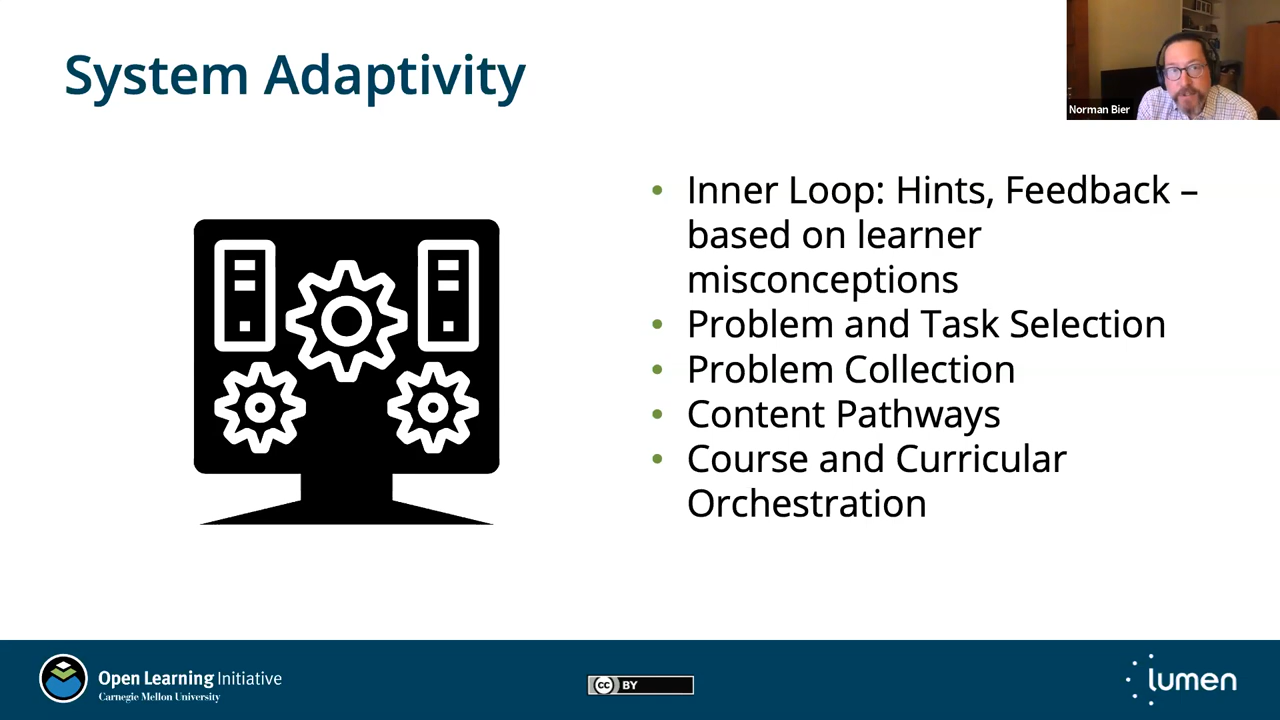 System Adaptivity
Norman Bier
• Inner Loop: Hints, Feedback –
based on learner
misconceptions
• Problem and Task Selection
• Problem Collection
• Content Pathways
• Course and Curricular
Orchestration
Open Learning Initiative
Carnegie Mellon University
cc BY
lumen